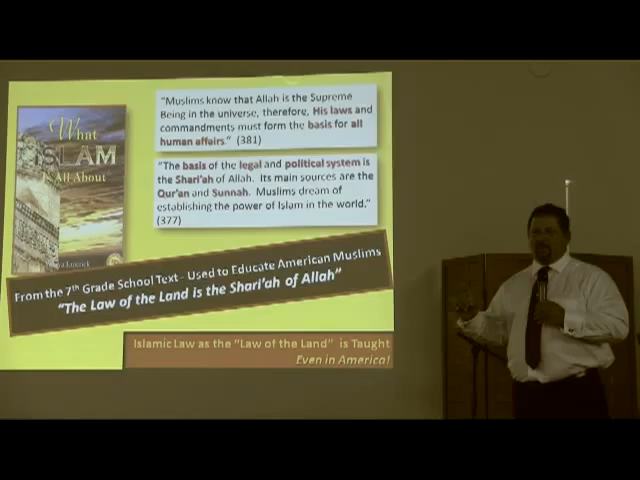 "Muslims know that Allah is the Supreme
Being in the universe, therefore, His laws and
commandments must form the basis for all
human affairs." (381)
What
ISLAM
Is All About
"The basis of the legal and political system is
the Shari'ah of Allah. Its main sources are the
Qur'an and Sunnah. Muslims dream of
establishing the power of Islam in the world."
(377)
From the 7th Grade School Text - Used to Educate American Muslims
"The Law of the Land is the Shari'ah of Allah"
Islamic Law as the "Law of the Land" is Taught
Even in America!